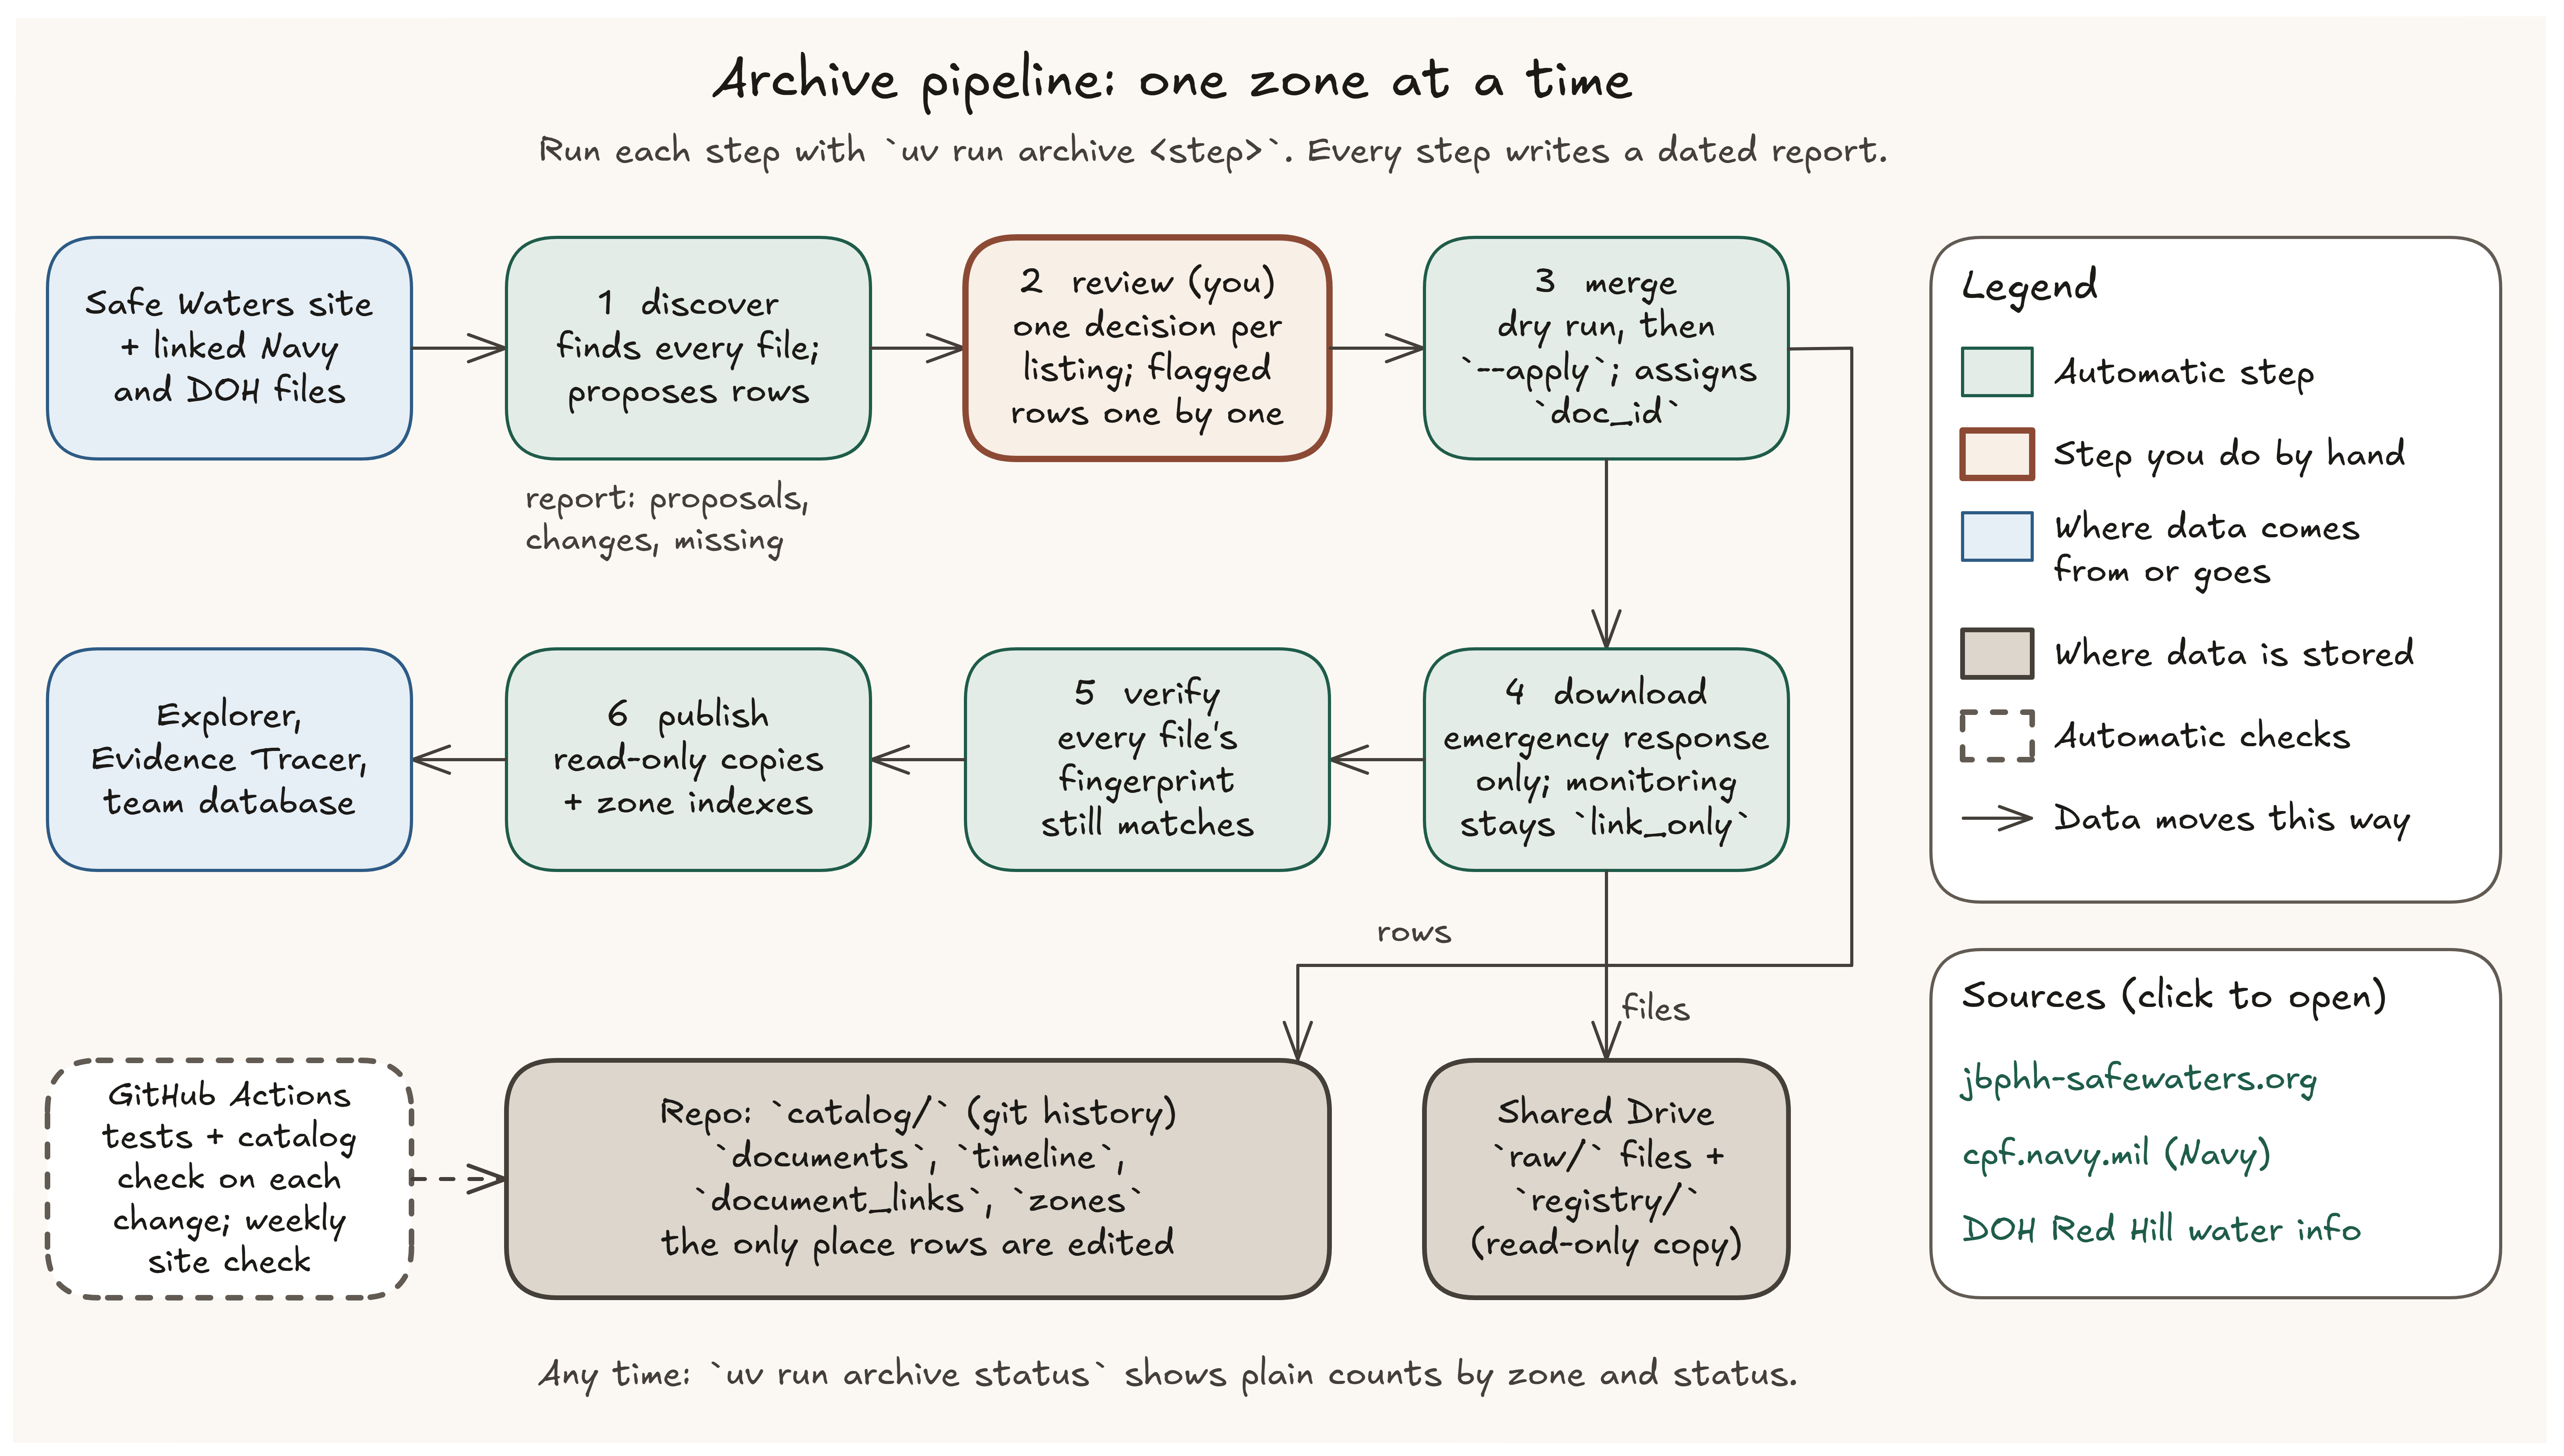 Archive pipeline: one zone at a time
Run each step with `uv run archive <step>`. Every step writes a dated report.
Safe Waters site
+ linked Navy
and DOH files
1 discover
finds every file;
proposes rows
report: proposals,
changes, missing
2 review (you)
one decision per
listing; flagged
rows one by one
3 merge
dry run, then
`--apply`; assigns
`doc_id`
4 download
emergency response
only; monitoring
stays `link_only`
5 verify
every file's
fingerprint
still matches
6 publish
read-only copies
+ zone indexes
Explorer,
Evidence Tracer,
team database
rows
files
GitHub Actions
tests + catalog
check on each
change; weekly
site check
Repo: `catalog/` (git history)
`documents`, `timeline`,
`document_links`, `zones`
the only place rows are edited
Shared Drive
`raw/` files +
`registry/`
(read-only copy)
Any time: `uv run archive status` shows plain counts by zone and status.
Legend
Automatic step
Step you do by hand
Where data comes
from or goes
Where data is stored
Automatic checks
Data moves this way
Sources (click to open)
jbphh-safewaters.org
cpf.navy.mil (Navy)
DOH Red Hill water info